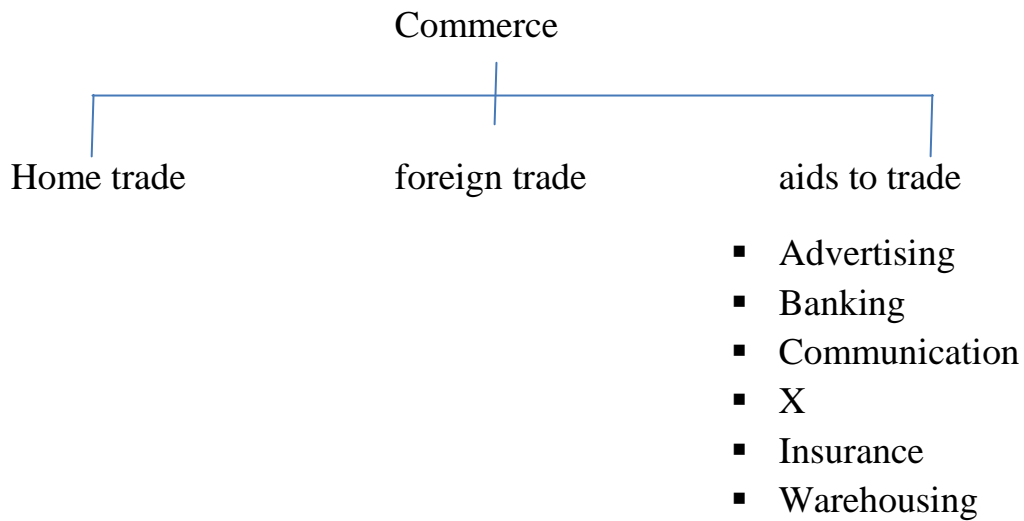 Commerce
Home trade foreign trade aids to trade
▪ Advertising
▪ Banking
▪ Communication
▪ X
▪ Insurance
▪ Warehousing